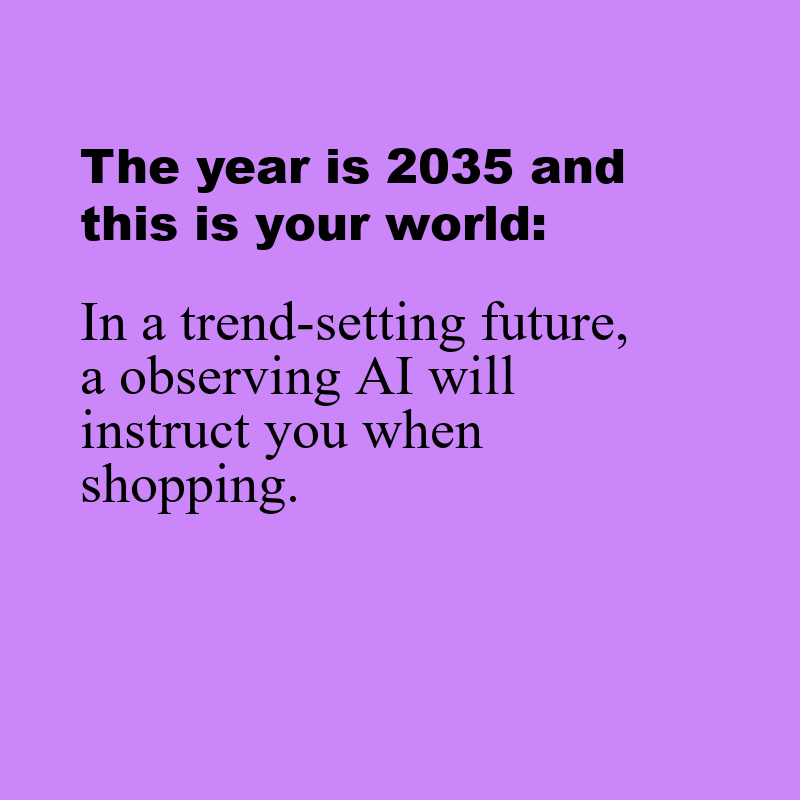 The year is 2035 and
this is your world:
In a trend-setting future,
a observing AI will
instruct you when
shopping.